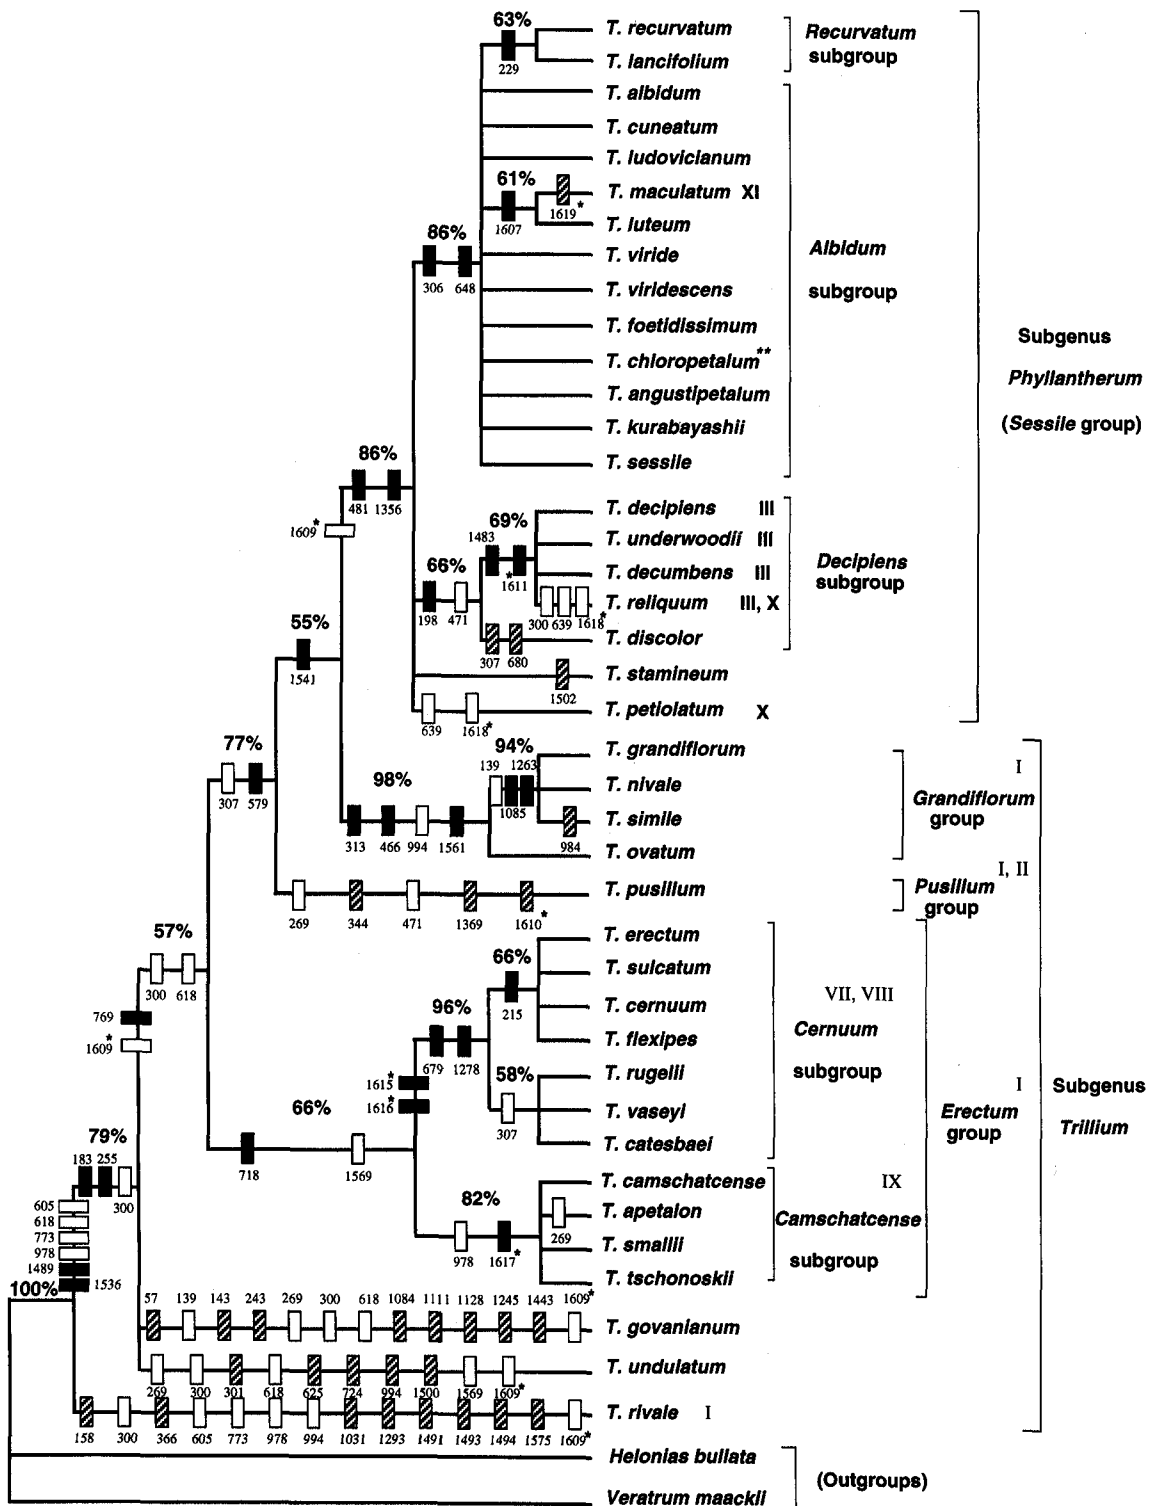 63%
T. recurvatum
Recurvatum
subgroup
229
T. lancifolium
T. albidum
T. cuneatum
T. ludovicianum
61%
T. maculatum XI
1619*
1607
T. luteum
86%
T. viride
Albidum
subgroup
306 648
T. viridescens
T. foetidissimum
T. chloropetalum**
T. angustipetalum
T. kurabayashii
T. sessile
Subgenus
Phyllantherum
(Sessile group)
86%
481 1356
1609*
T. decipiens III
69%
1483
T. underwoodii III
*1611
T. decumbens III
Decipiens
subgroup
66%
198 471
T. reliquum III, X
300 639 1618*
T. discolor
307 680
55%
1541
T. stamineum
1502
T. petiolatum X
639 1618*
77%
307 579
T. grandiflorum
94%
139 1263
1085
T. nivale
I
Grandiflorum
group
98%
313 466 994 1561
T. simile
984
T. ovatum
I, II
T. pusillum
Pusillum
group
269 344 471 1369 1610*
57%
300 618
T. erectum
66%
T. sulcatum
215
T. cernuum
VII, VIII
Cernuum
subgroup
769
1609*
96%
679 1278
T. flexipes
58%
T. rugelii
1615*
1616*
307
T. vaseyi
I
Erectum
group
Subgenus
Trillium
66%
718 1569
T. catesbaei
79%
183 255
300
T. camschatcense
IX
82%
978 1617*
T. apetalon
269
Camschatcense
subgroup
T. smallii
T. tschonoskii
605
618
773
978
1489
100%
1536
57 139 143 243 269 300 618 1084 1111 1128 1245 1443 1609*
T. govanianum
T. undulatum
269 300 301 618 625 724 994 1500 1569 1609*
T. rivale I
158 300 366 605 773 978 994 1031 1293 1491 1493 1494 1575 1609*
Helonias bullata
(Outgroups)
Veratrum maackii